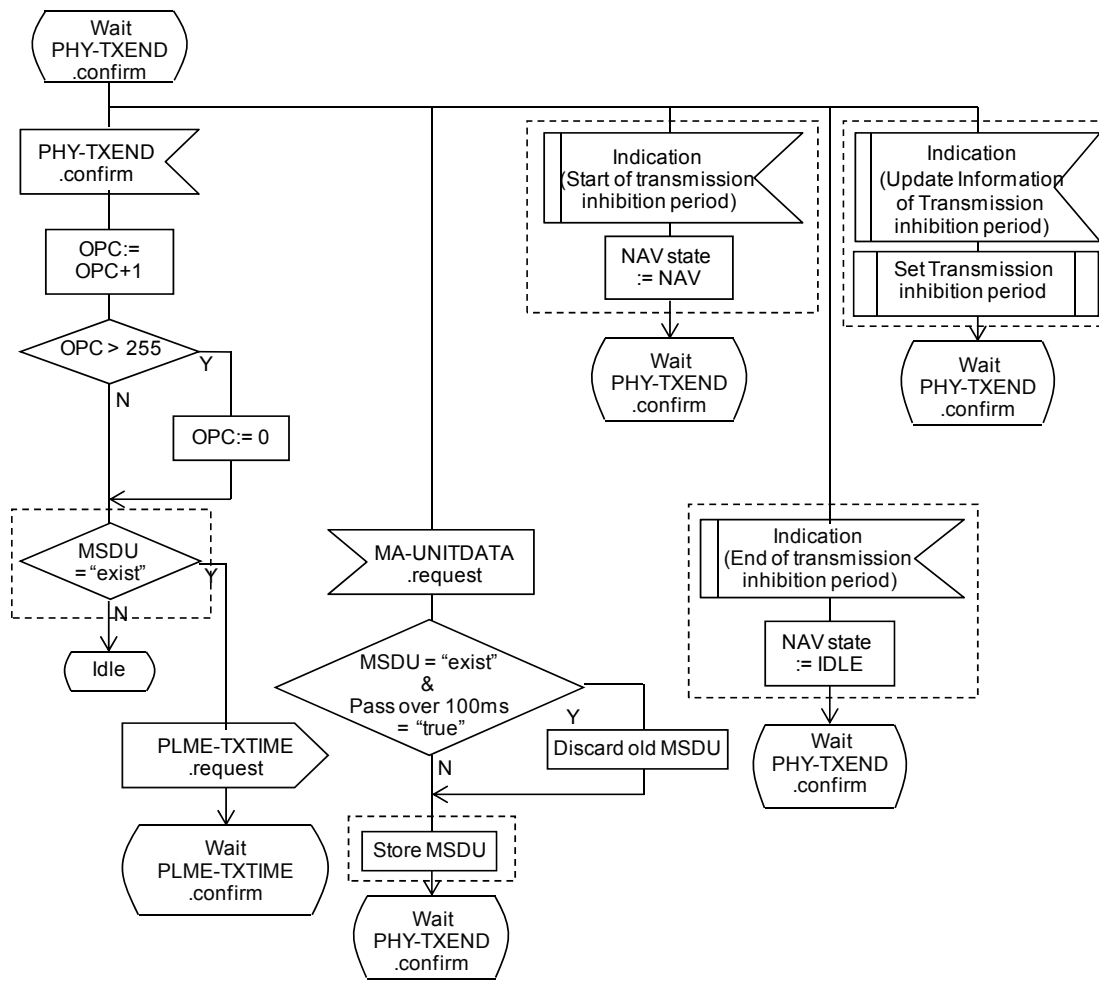 Wait
PHY-TXEND
.confirm
PHY-TXEND
.confirm
OPC:=
OPC+1
OPC > 255
Y
N
OPC:= 0
MSDU
= “exist”
Y
N
Idle
PLME-TXTIME
.request
Wait
PLME-TXTIME
.confirm
MA-UNITDATA
.request
MSDU = “exist”
&
Pass over 100ms
= “true”
Y
N
Discard old MSDU
Store MSDU
Wait
PHY-TXEND
.confirm
Indication
(Start of transmission
inhibition period)
NAV state
:= NAV
Wait
PHY-TXEND
.confirm
Indication
(End of transmission
inhibition period)
NAV state
:= IDLE
Wait
PHY-TXEND
.confirm
Indication
(Update Information
of Transmission
inhibition period)
Set Transmission
inhibition period
Wait
PHY-TXEND
.confirm